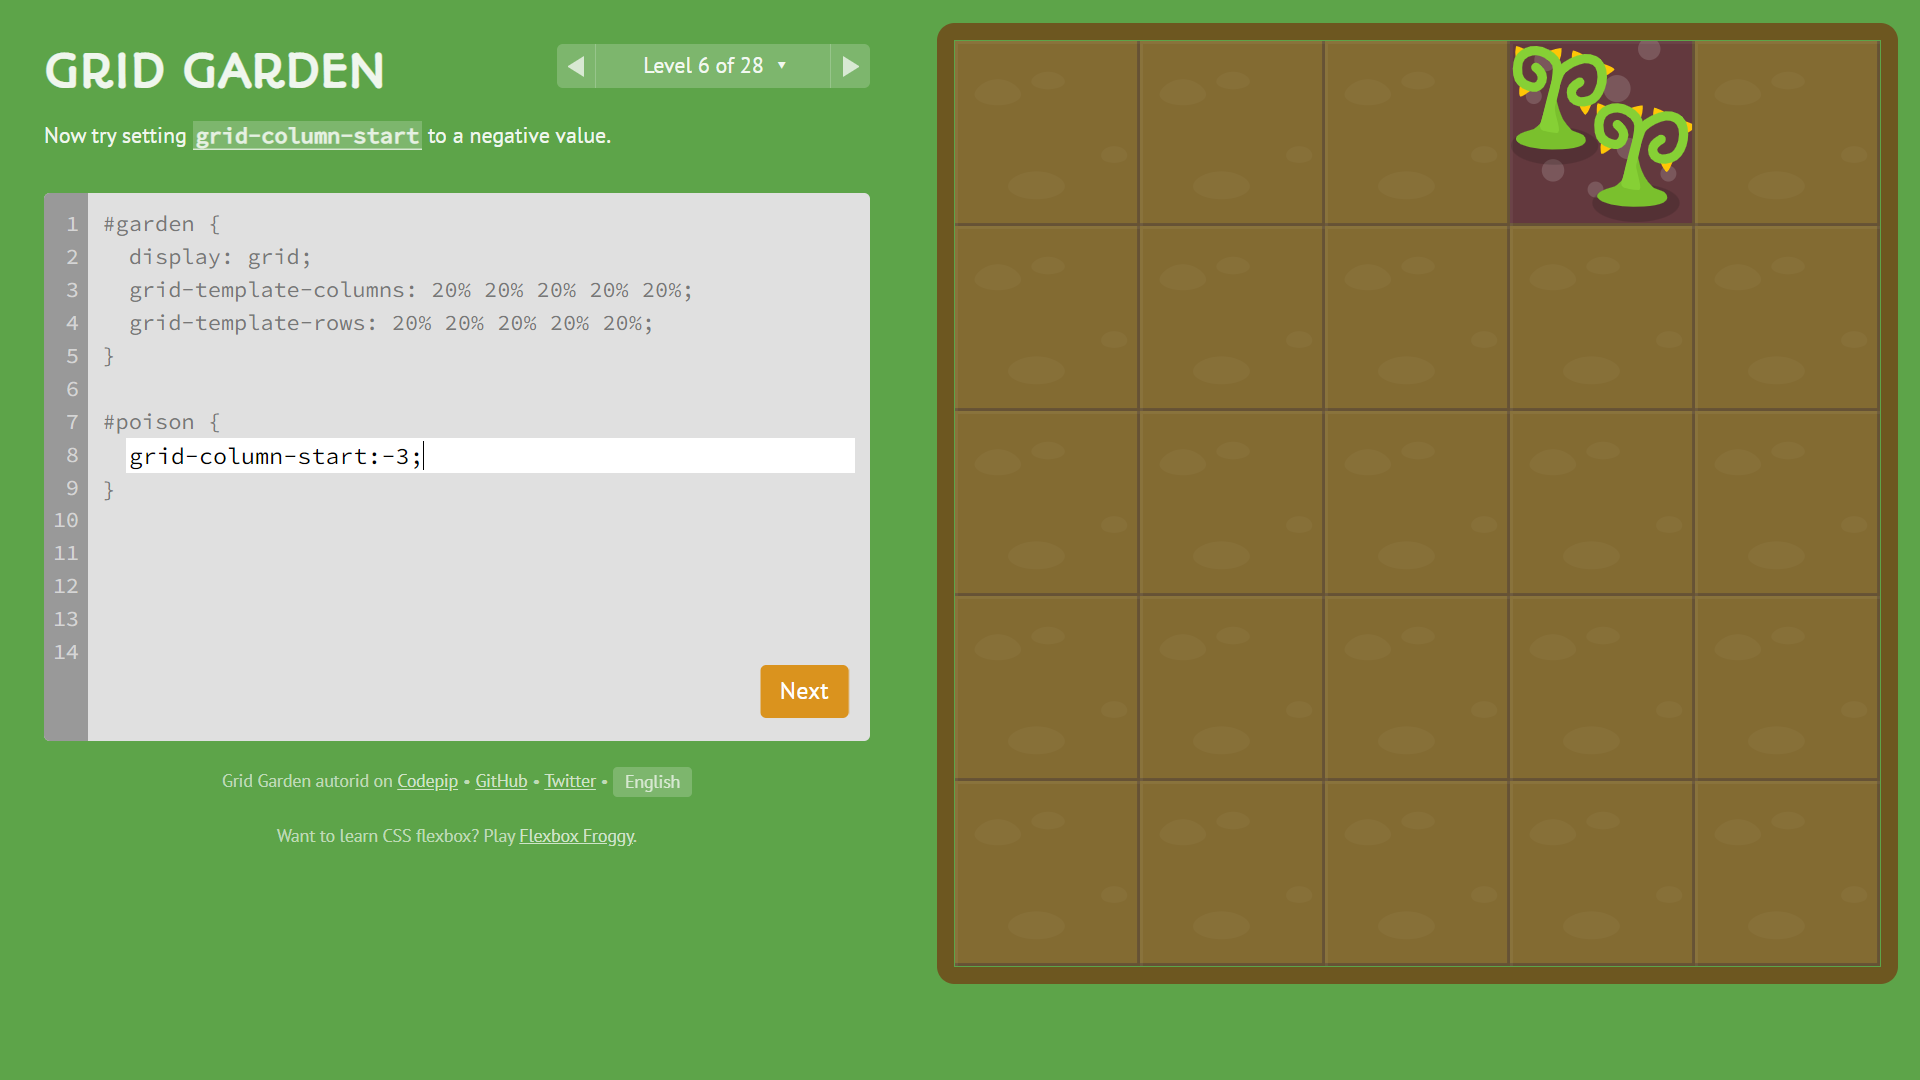 GRID GARDEN
Level 6 of 28 ▼
Now try setting grid-column-start to a negative value.
1 #garden {
2 display: grid;
3 grid-template-columns: 20% 20% 20% 20% 20%;
4 grid-template-rows: 20% 20% 20% 20% 20%;
5 }
6
7 #poison {
8 grid-column-start:-3;
9 }
10
11
12
13
14
Next
Grid Garden autorid on Codepip • GitHub • Twitter • English
Want to learn CSS flexbox? Play Flexbox Froggy.